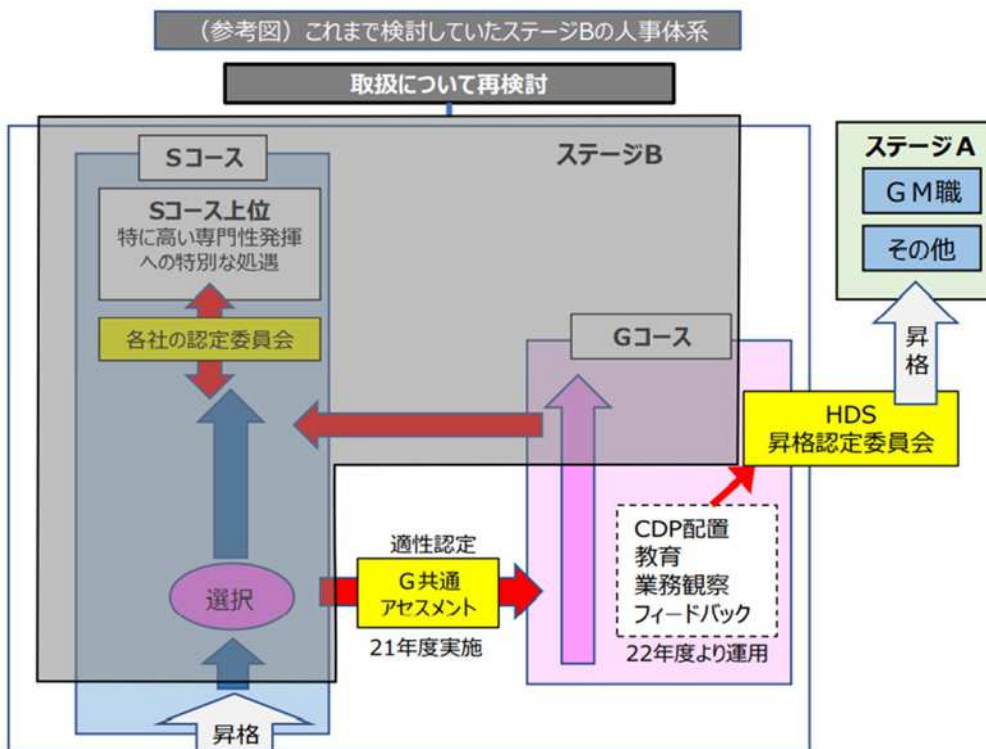 (参考図)これまで検討していたステージBの人事体系
取扱について再検討
Sコース
ステージB
Sコース上位
特に高い専門性発揮
への特別な処遇
各社の認定委員会
Gコース
ステージA
GM職
その他
昇格
HDS
昇格認定委員会
選択
適性認定
G共通
アセスメント
21年度実施
CDP配置
教育
業務観察
フィードバック
22年度より運用
昇格